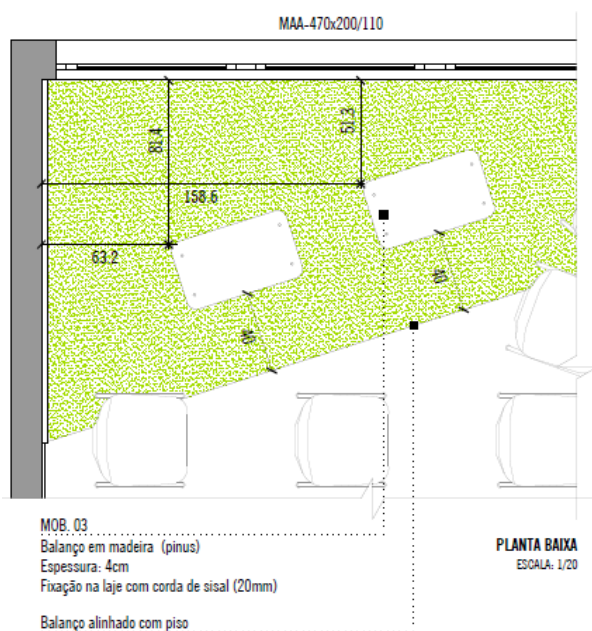 MAA-470x200/110
81.4
51.3
158.6
63.2
40
40
MOB. 03
Balanço em madeira (pinus)
Espessura: 4cm
Fixação na laje com corda de sisal (20mm)
Balanço alinhado com piso
PLANTA BAIXA
ESCALA: 1/20